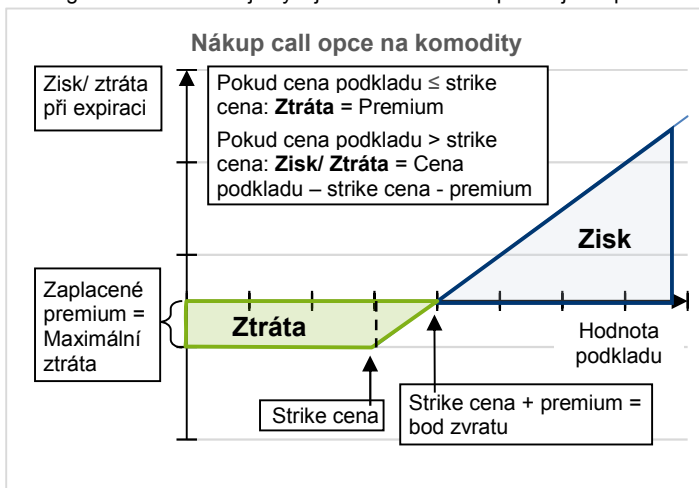 Nákup call opce na komodity
Zisk/ ztráta
při expiraci
Pokud cena podkladu ≤ strike
cena: Ztráta = Premium
Pokud cena podkladu > strike
cena: Zisk/ Ztráta = Cena
podkladu – strike cena - premium
Zisk
Zaplacené
premium =
Maximální
ztráta
Ztráta
Hodnota
podkladu
Strike cena
Strike cena + premium =
bod zvratu